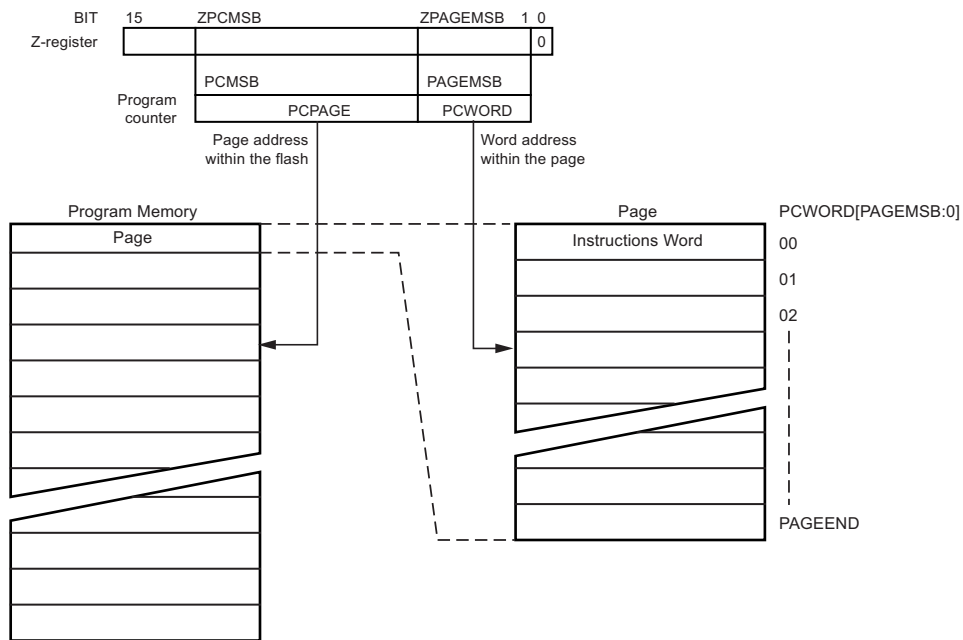 BIT 15 ZPCMSB ZPAGEMSB 1 0
Z-register 0
PCMSB PAGEMSB
Program
counter
PCPAGE PCWORD
Page address
within the flash
Word address
within the page
Program Memory
Page
Page
Instructions Word
PCWORD[PAGEMSB:0]
00
01
02
PAGEEND